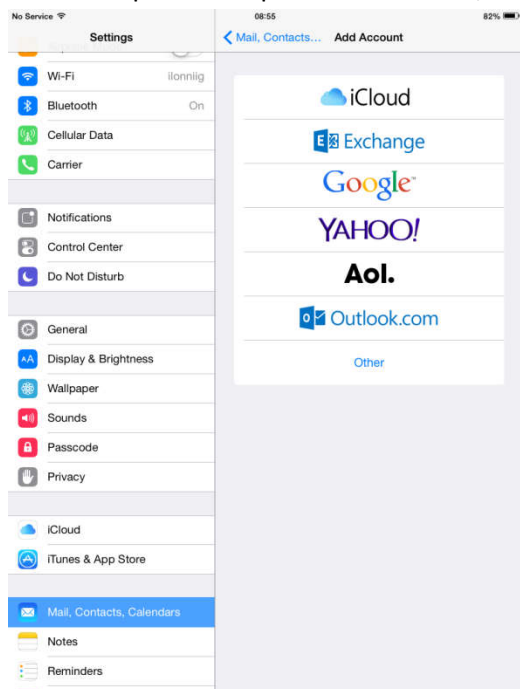 No Service 08:55 82%
Settings
Mail, Contacts... Add Account
Wi-Fi ilonniig
Bluetooth On
Cellular Data
Carrier
Notifications
Control Center
Do Not Disturb
General
AA Display & Brightness
Wallpaper
Sounds
Passcode
Privacy
iCloud
iTunes & App Store
Mail, Contacts, Calendars
Notes
Reminders
iCloud
E Exchange
Google
YAHOO!
Aol.
o Outlook.com
Other